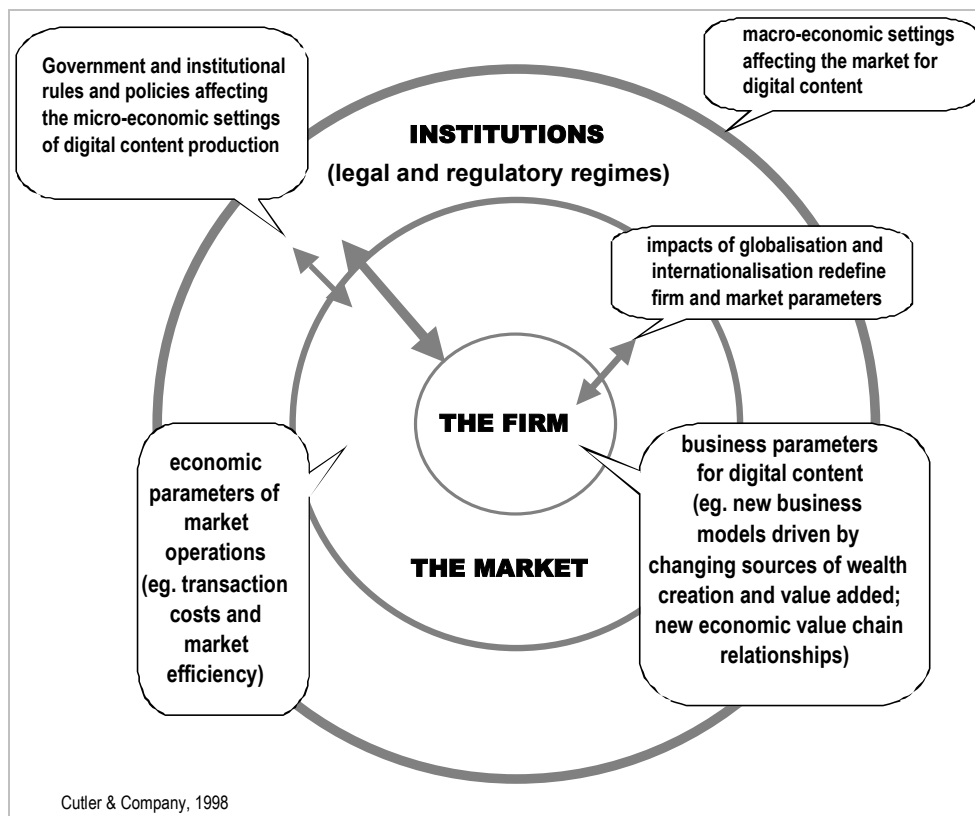 Government and institutional
rules and policies affecting
the micro-economic settings
of digital content production
macro-economic settings
affecting the market for
digital content
INSTITUTIONS
(legal and regulatory regimes)
impacts of globalisation and
internationalisation redefine
firm and market parameters
THE FIRM
economic
parameters of
market
operations
(eg. transaction
costs and
market
efficiency)
business parameters
for digital content
(eg. new business
models driven by
changing sources of wealth
creation and value added;
new economic value chain
relationships)
THE MARKET
Cutler & Company, 1998